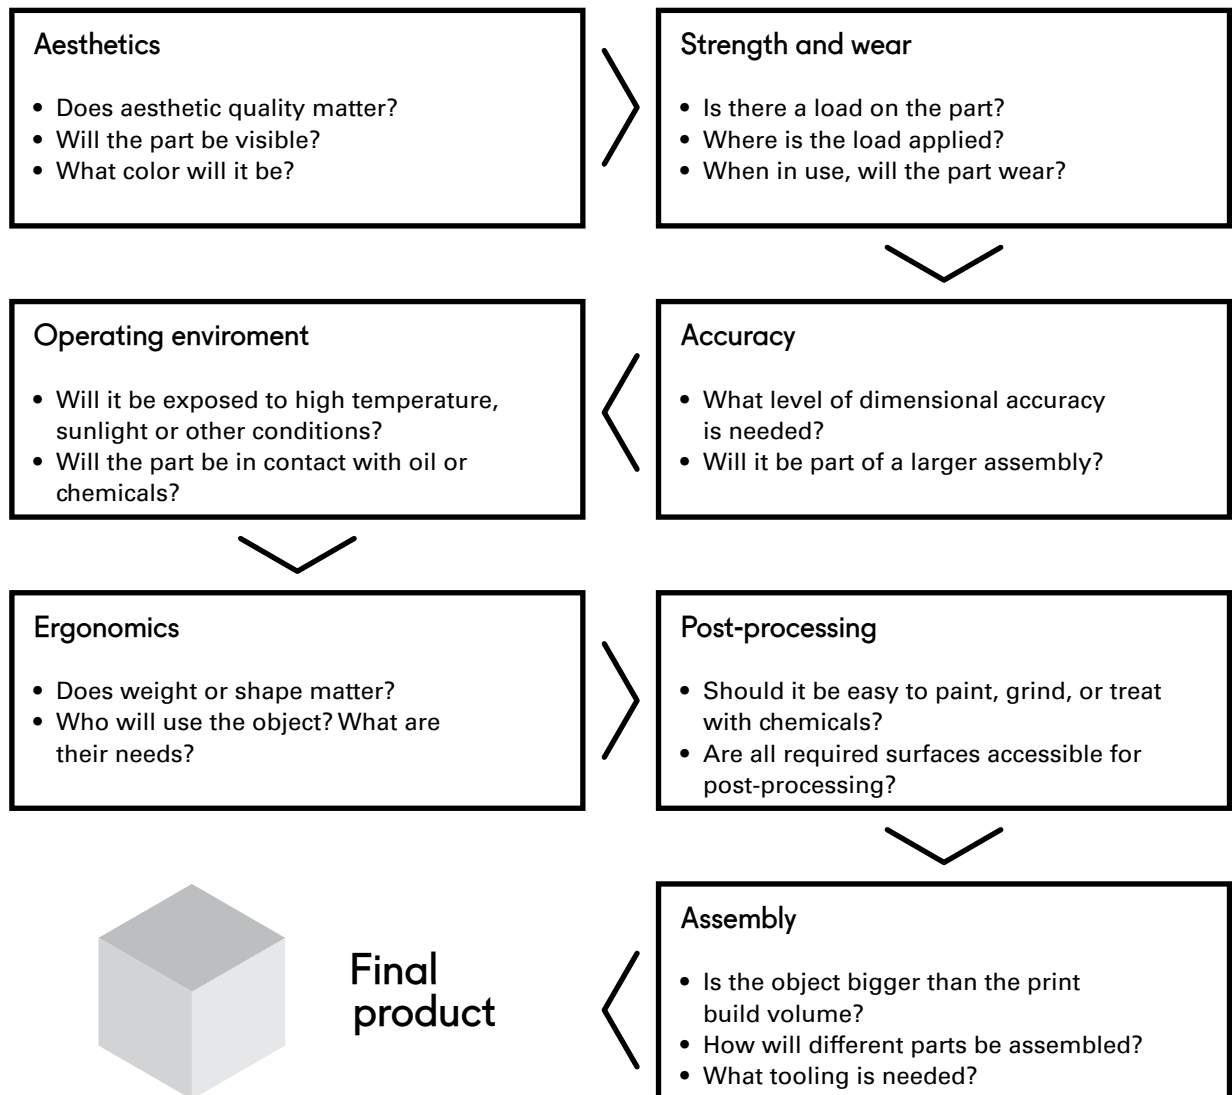 Aesthetics
• Does aesthetic quality matter?
• Will the part be visible?
• What color will it be?
Strength and wear
• Is there a load on the part?
• Where is the load applied?
• When in use, will the part wear?
Accuracy
• What level of dimensional accuracy
is needed?
• Will it be part of a larger assembly?
Operating enviroment
• Will it be exposed to high temperature,
sunlight or other conditions?
• Will the part be in contact with oil or
chemicals?
Ergonomics
• Does weight or shape matter?
• Who will use the object? What are
their needs?
Post-processing
• Should it be easy to paint, grind, or treat
with chemicals?
• Are all required surfaces accessible for
post-processing?
Assembly
• Is the object bigger than the print
build volume?
• How will different parts be assembled?
• What tooling is needed?
Final
product